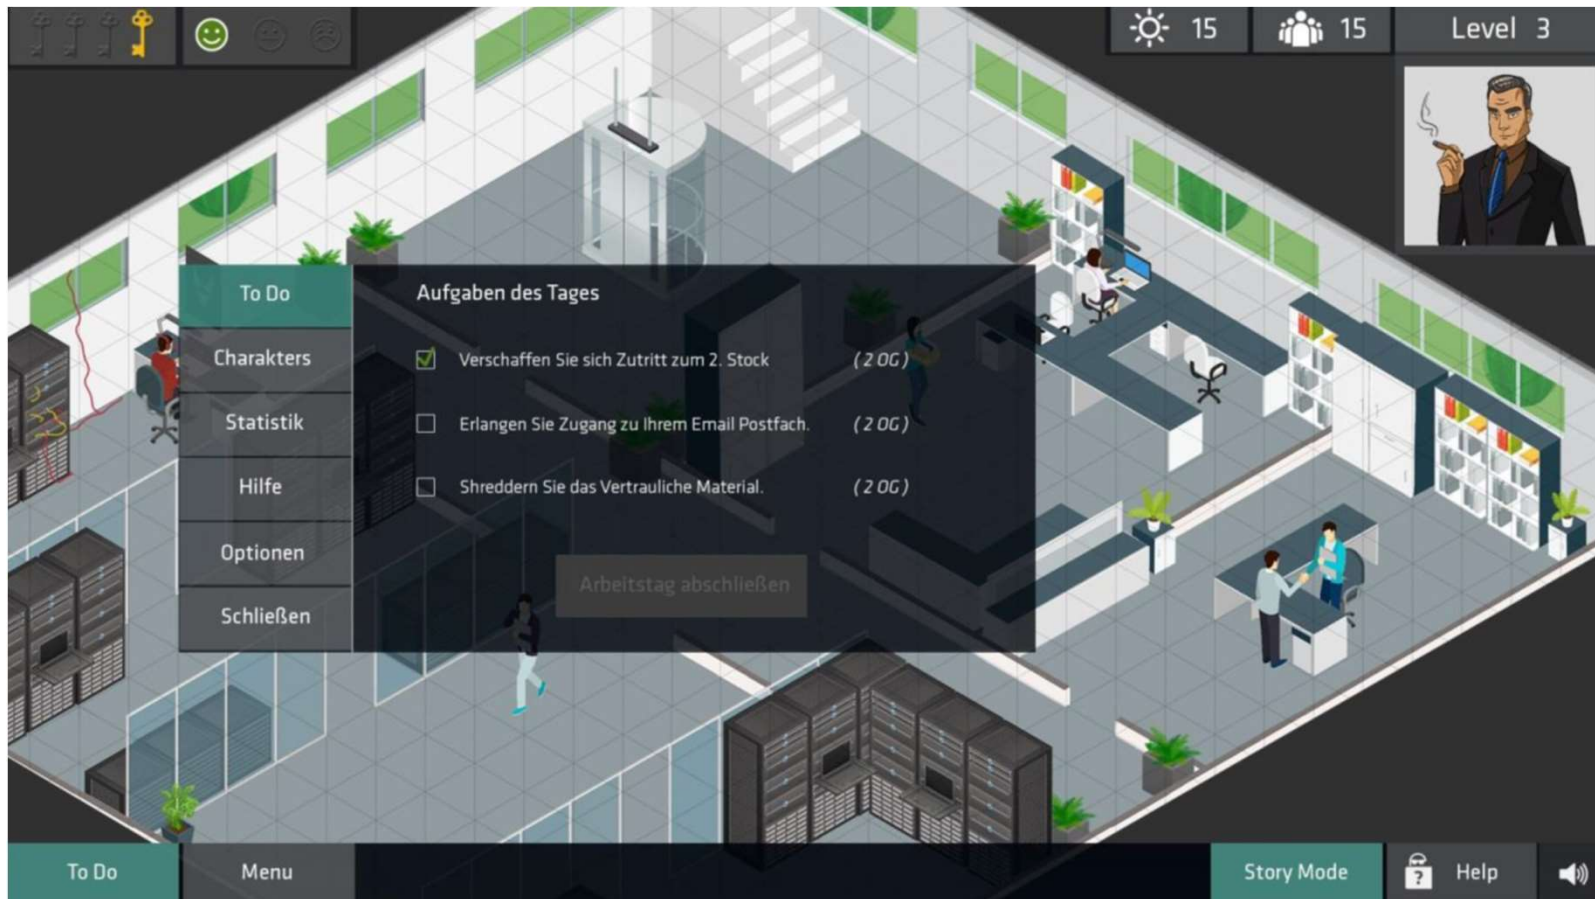 15
15
Level 3
To Do
Aufgaben des Tages
Charakters
Verschaffen Sie sich Zutritt zum 2. Stock (2 OG)
Statistik
Erlangen Sie Zugang zu Ihrem Email Postfach. (2 OG)
Hilfe
Shreddern Sie das Vertrauliche Material. (2 OG)
Optionen
Arbeitstag abschließen
Schließen
To Do
Menu
Story Mode
?
Help